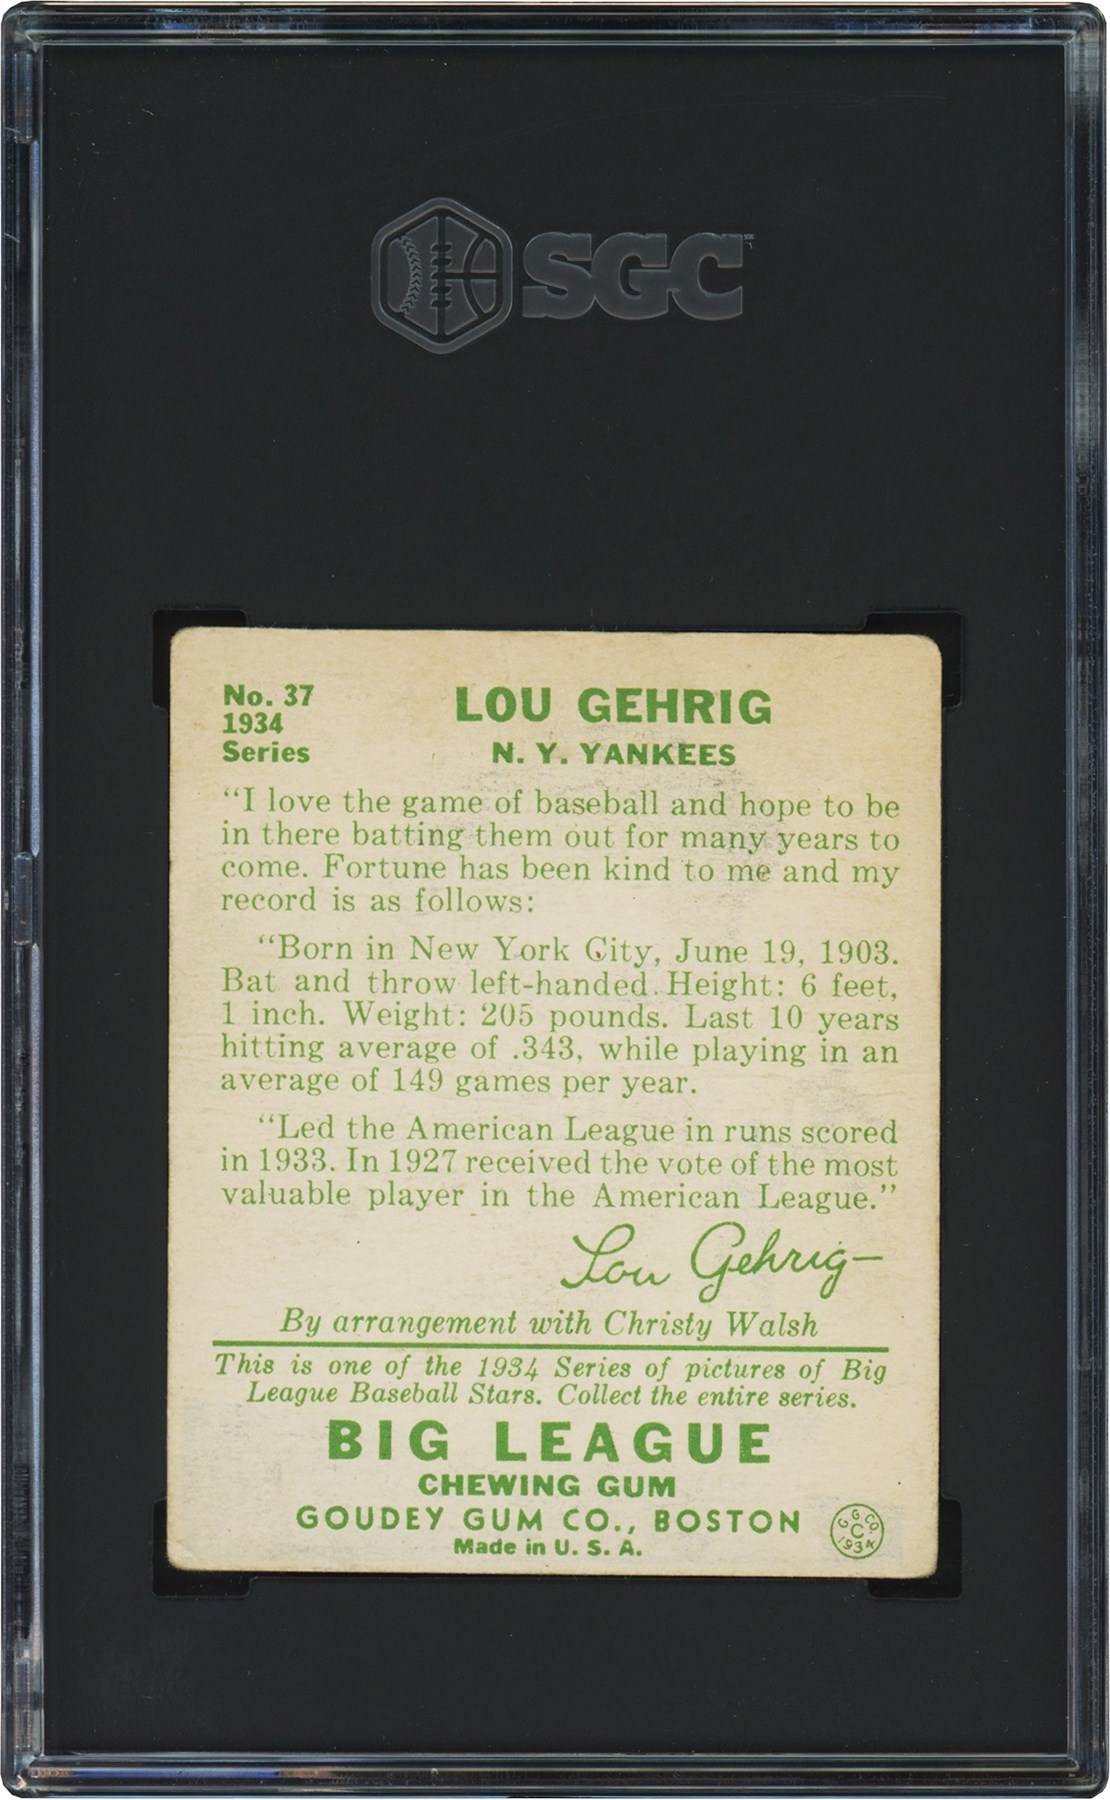 SGC
No. 37
1934
Series
LOU GEHRIG
N. Y. YANKEES
“I love the game of baseball and hope to be
in there batting them out for many years to
come. Fortune has been kind to me and my
record is as follows:
“Born in New York City, June 19, 1903.
Bat and throw left-handed. Height: 6 feet,
1 inch. Weight: 205 pounds. Last 10 years
hitting average of .343, while playing in an
average of 149 games per year.
“Led the American League in runs scored
in 1933. In 1927 received the vote of the most
valuable player in the American League.”
Lou Gehrig
By arrangement with Christy Walsh
This is one of the 1934 Series of pictures of Big
League Baseball Stars. Collect the entire series.
BIG LEAGUE
CHEWING GUM
GOUDEY GUM CO., BOSTON
Made in U. S. A.
G. G. CO.
C
1934